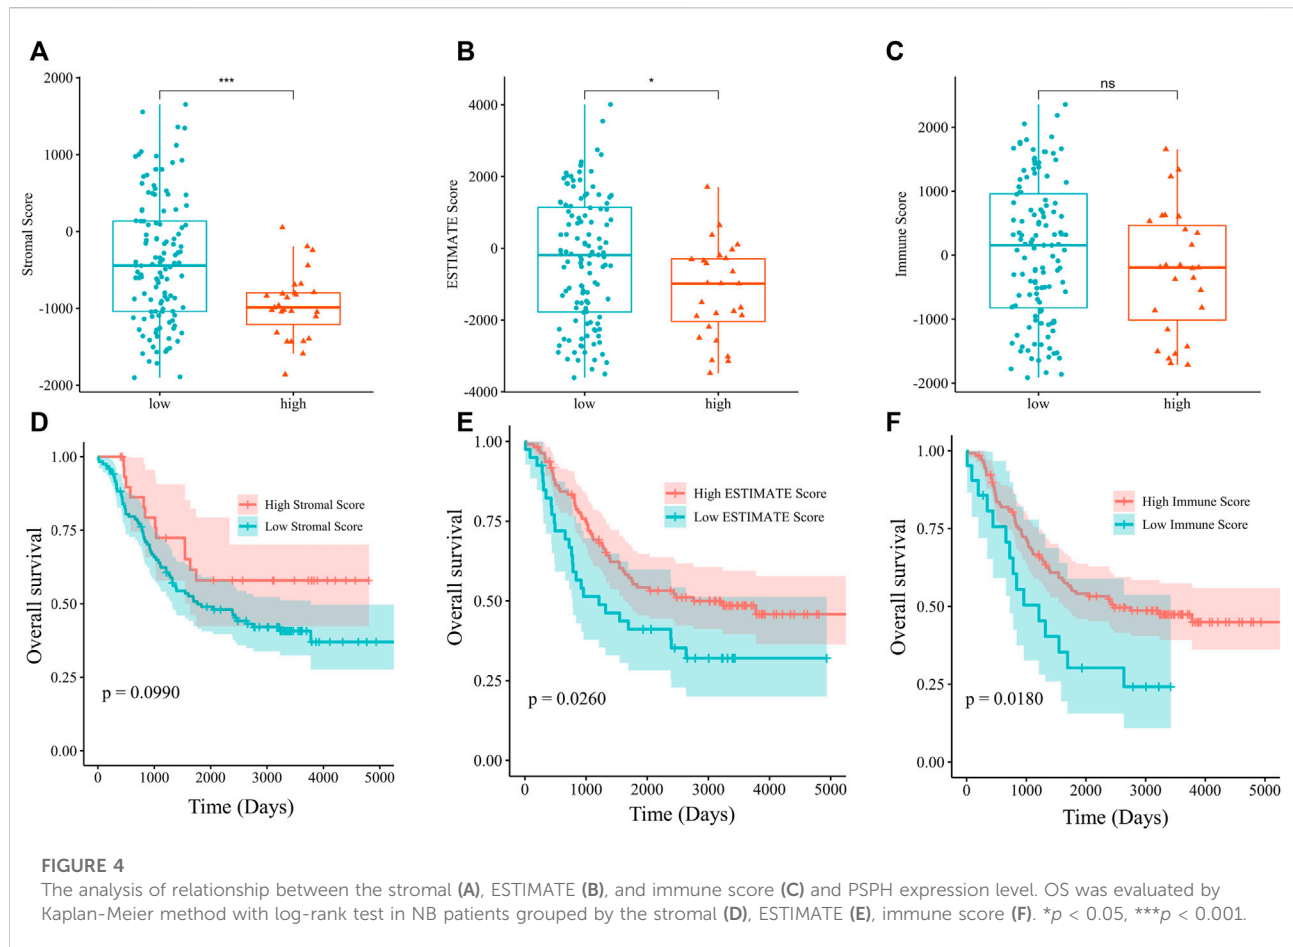 A
B
C
2000
1000
0
-1000
-2000
Stromal Score
***
low
high
4000
2000
0
-2000
-4000
ESTIMATE Score
*
low
high
2000
1000
0
-1000
-2000
Immune Score
ns
low
high
D
E
F
1.00
0.75
0.50
0.25
0.00
Overall survival
High Stromal Score
Low Stromal Score
p = 0.0990
0 1000 2000 3000 4000 5000
Time (Days)
1.00
0.75
0.50
0.25
0.00
Overall survival
High ESTIMATE Score
Low ESTIMATE Score
p = 0.0260
0 1000 2000 3000 4000 5000
Time (Days)
1.00
0.75
0.50
0.25
0.00
Overall survival
High Immune Score
Low Immune Score
p = 0.0180
0 1000 2000 3000 4000 5000
Time (Days)
FIGURE 4
The analysis of relationship between the stromal (A), ESTIMATE (B), and immune score (C) and PSPH expression level. OS was evaluated by
Kaplan-Meier method with log-rank test in NB patients grouped by the stromal (D), ESTIMATE (E), immune score (F). *p < 0.05, ***p < 0.001.